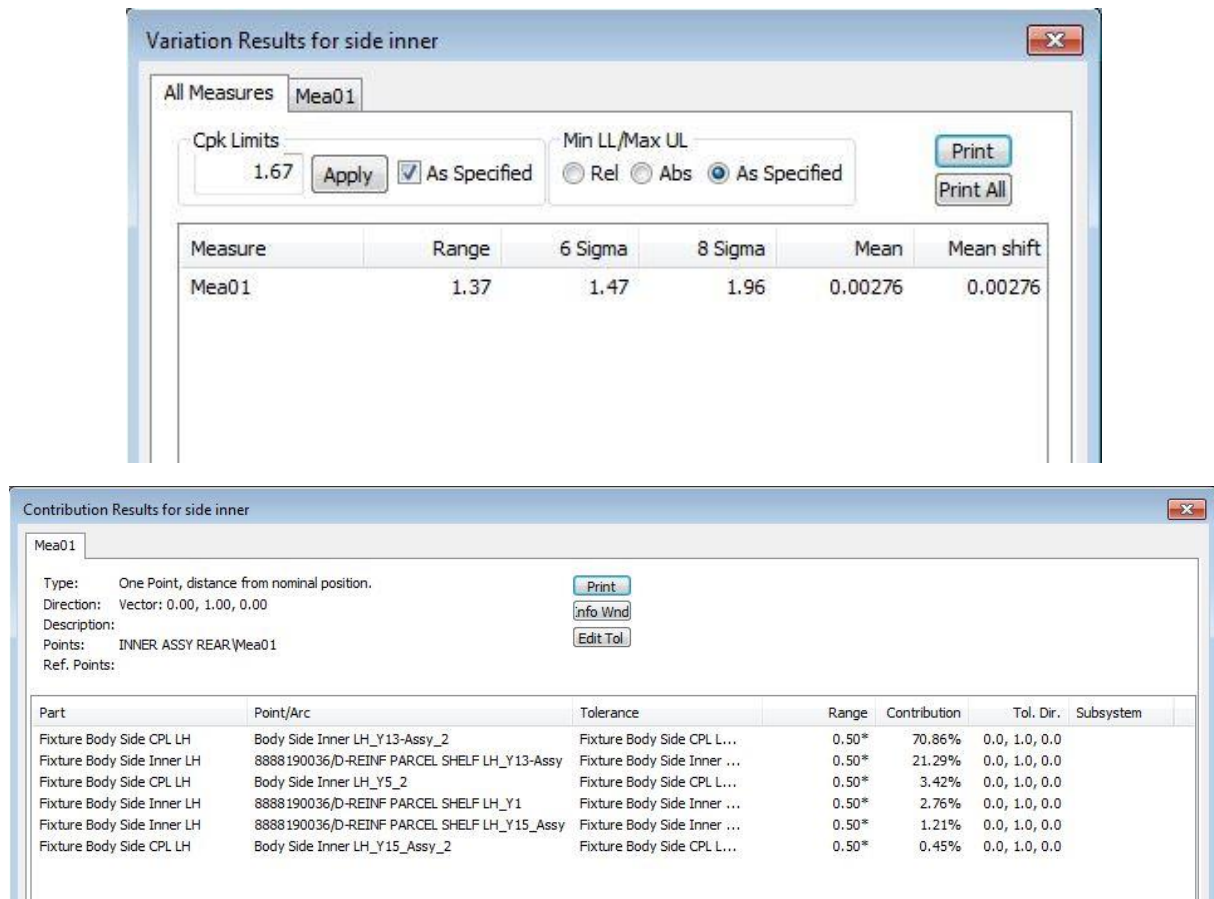 Variation Results for side inner
All Measures Mea01
Cpk Limits Min LL/Max UL
1.67 Apply As Specified Rel Abs As Specified Print
Print All
Measure Range 6 Sigma 8 Sigma Mean Mean shift
Mea01 1.37 1.47 1.96 0.00276 0.00276
Contribution Results for side inner
Mea01
Type: One Point, distance from nominal position. Print
Direction: Vector: 0.00, 1.00, 0.00 Info Wnd
Description:
Points: INNER ASSY REAR\Mea01 Edit Tol
Ref. Points:
Part Point/Arc Tolerance Range Contribution Tol. Dir. Subsystem
Fixture Body Side CPL LH Body Side Inner LH_Y13-Assy_2 Fixture Body Side CPL L... 0.50* 70.86% 0.0, 1.0, 0.0
Fixture Body Side Inner LH 8888190036/D-REINF PARCEL SHELF LH_Y13-Assy Fixture Body Side Inner ... 0.50* 21.29% 0.0, 1.0, 0.0
Fixture Body Side CPL LH Body Side Inner LH_Y5_2 Fixture Body Side CPL L... 0.50* 3.42% 0.0, 1.0, 0.0
Fixture Body Side Inner LH 8888190036/D-REINF PARCEL SHELF LH_Y1 Fixture Body Side Inner ... 0.50* 2.76% 0.0, 1.0, 0.0
Fixture Body Side Inner LH 8888190036/D-REINF PARCEL SHELF LH_Y15_Assy Fixture Body Side Inner ... 0.50* 1.21% 0.0, 1.0, 0.0
Fixture Body Side CPL LH Body Side Inner LH_Y15_Assy_2 Fixture Body Side CPL L... 0.50* 0.45% 0.0, 1.0, 0.0